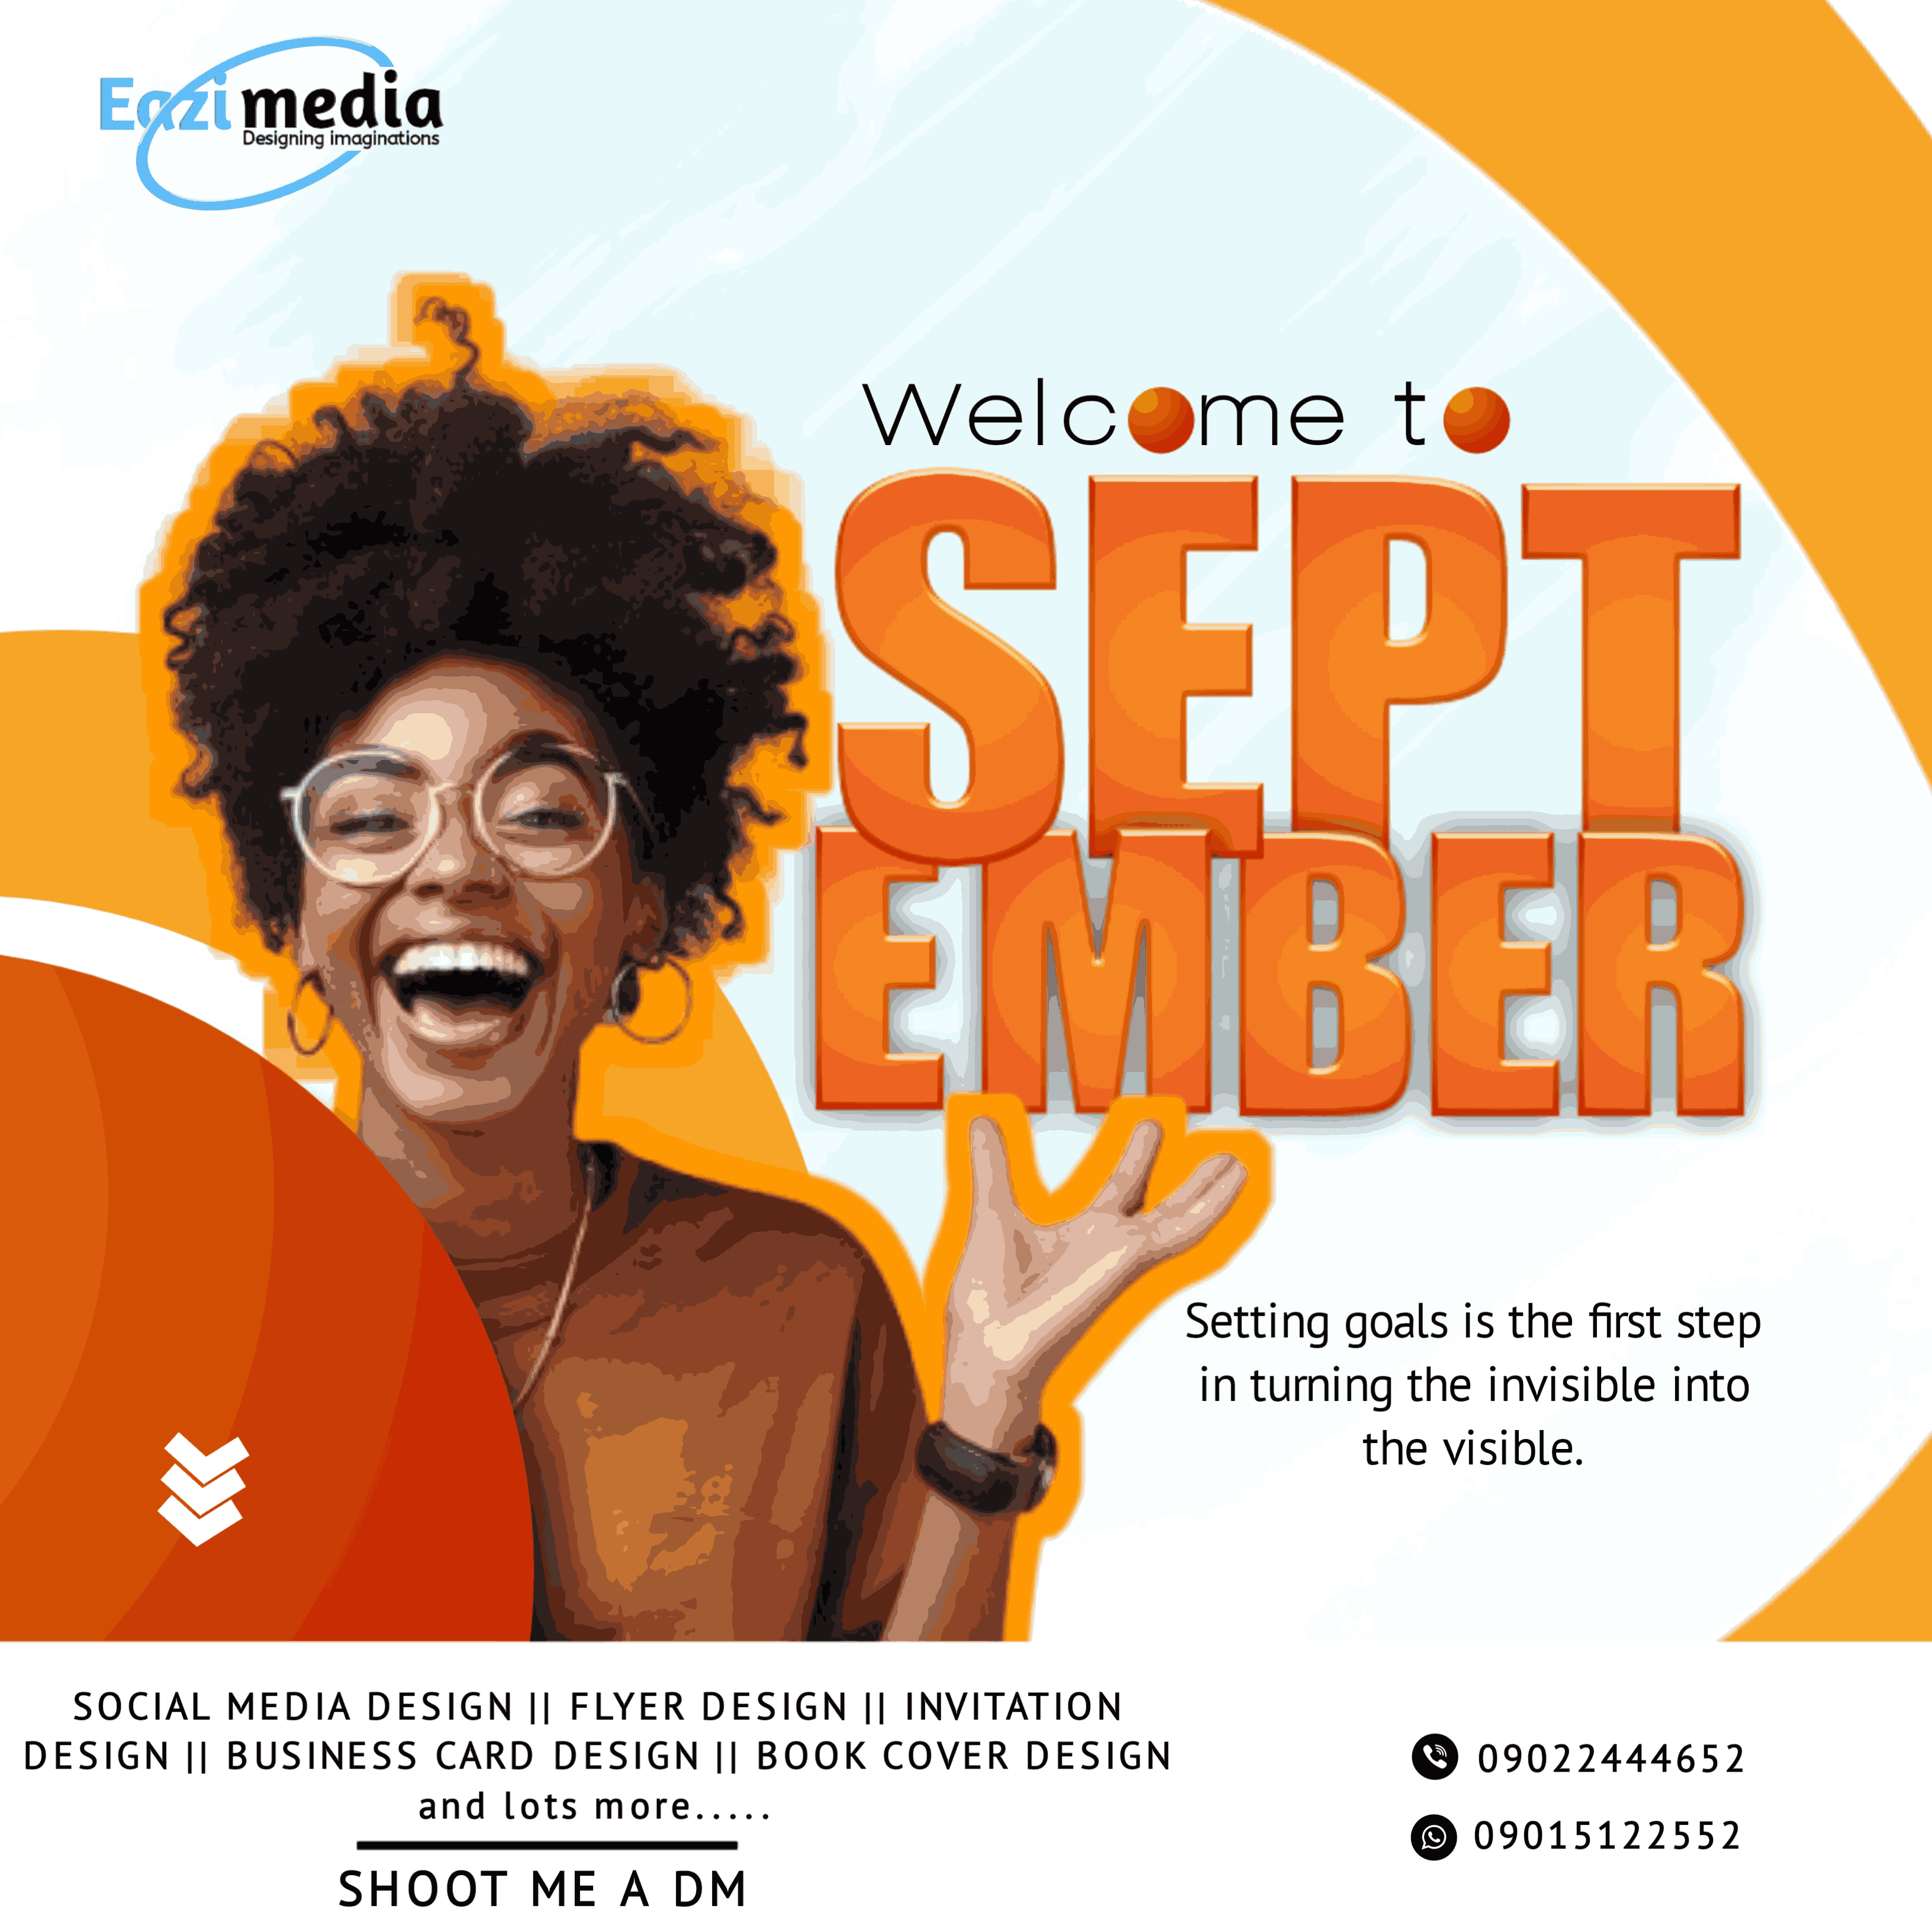 Eazi media
Designing imaginations
Welcome to
SEPT
EMBER
Setting goals is the first step
in turning the invisible into
the visible.
SOCIAL MEDIA DESIGN || FLYER DESIGN || INVITATION
DESIGN || BUSINESS CARD DESIGN || BOOK COVER DESIGN
and lots more.....
SHOOT ME A DM
09022444652
09015122552